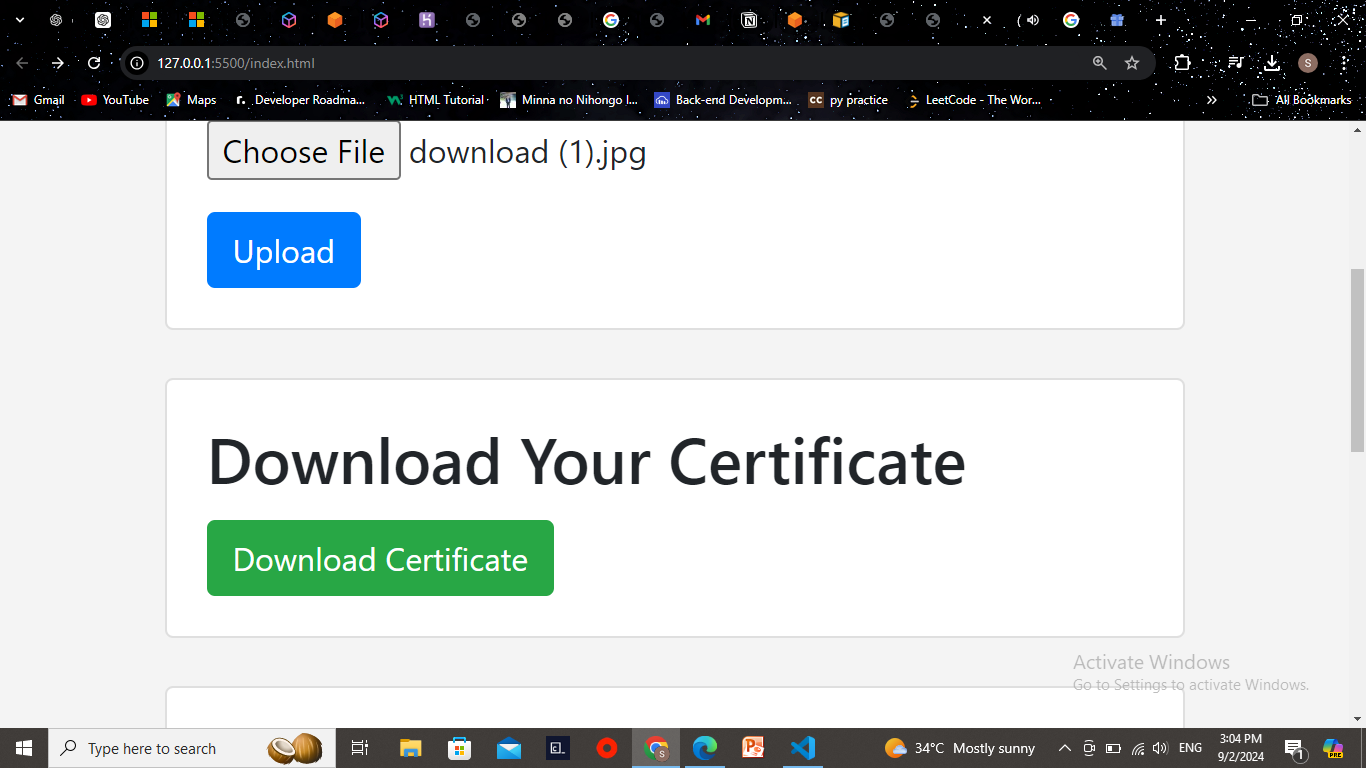 127.0.0.1:5500/index.html
S
Gmail
YouTube
Maps
r.
Developer Roadma...
HTML Tutorial
Minna no Nihongo I...
Back-end Developm...
CC
py practice
LeetCode - The Wor...
»
All Bookmarks
Choose File download (1).jpg
Upload
Download Your Certificate
Download Certificate
Activate Windows
Go to Settings to activate Windows.
Type here to search
34°C Mostly sunny
ENG
3:04 PM
9/2/2024
1
PRE